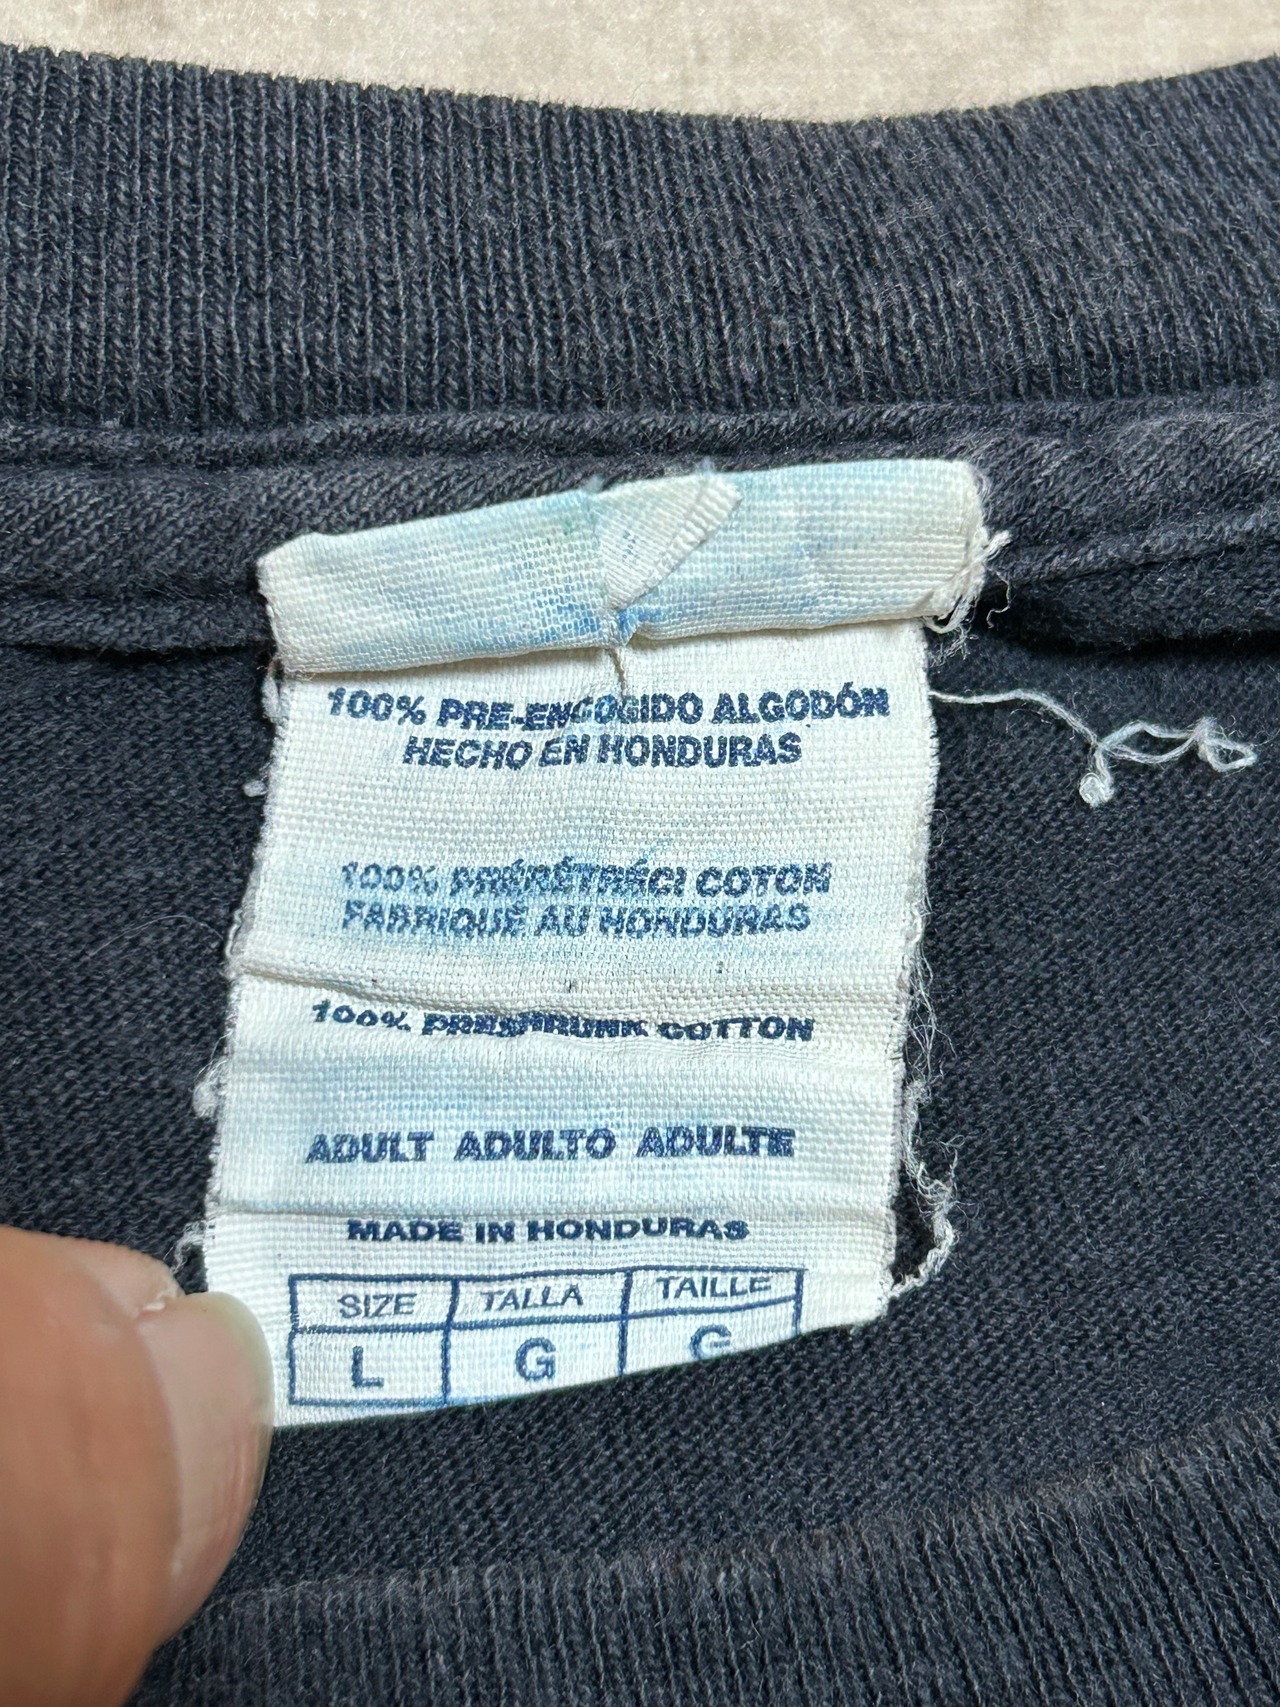 100% PRE-ENCOGIDO ALGODÓN
HECHO EN HONDURAS
100% PRÉRÉTRÉCI COTON
FABRIQUÉ AU HONDURAS
100% PRESHRUNK COTTON
ADULT ADULTO ADULTE
MADE IN HONDURAS
SIZE TALLA TAILLE
L G G